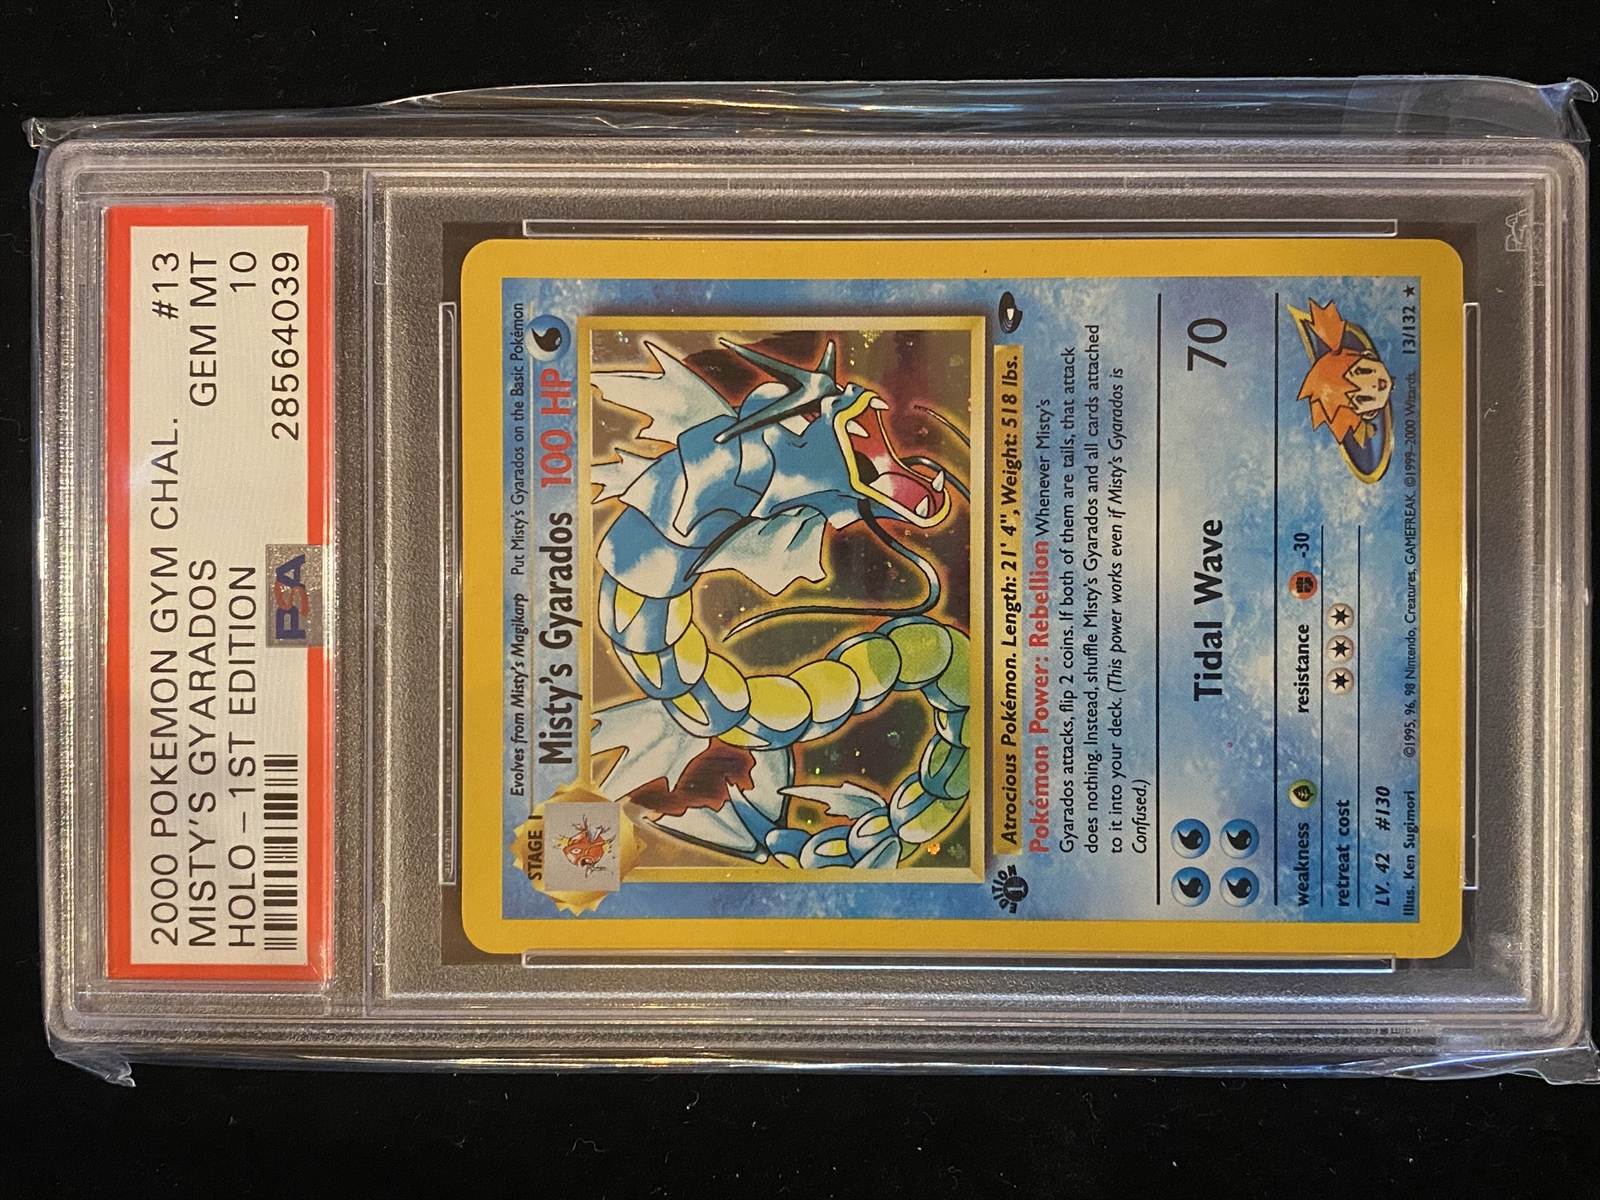 2000 POKEMON GYM CHAL. #13
MISTY'S GYARADOS GEM MT
HOLO - 1ST EDITION 10
28564039
PSA
STAGE 1
Evolves from Misty's Magikarp Put Misty's Gyarados on the Basic Pokémon
Misty's Gyarados 100 HP
EDITION
1
Atrocious Pokémon. Length: 21' 4", Weight: 518 lbs.
Pokémon Power: Rebellion Whenever Misty's
Gyarados attacks, flip 2 coins. If both of them are tails, that attack
does nothing. Instead, shuffle Misty's Gyarados and all cards attached
to it into your deck. (This power works even if Misty's Gyarados is
Confused.)
Tidal Wave 70
weakness resistance -30
retreat cost
LV. 42 #130
Illus. Ken Sugimori ©1995, 96, 98 Nintendo, Creatures, GAMEFREAK. ©1999-2000 Wizards. 13/132 ★